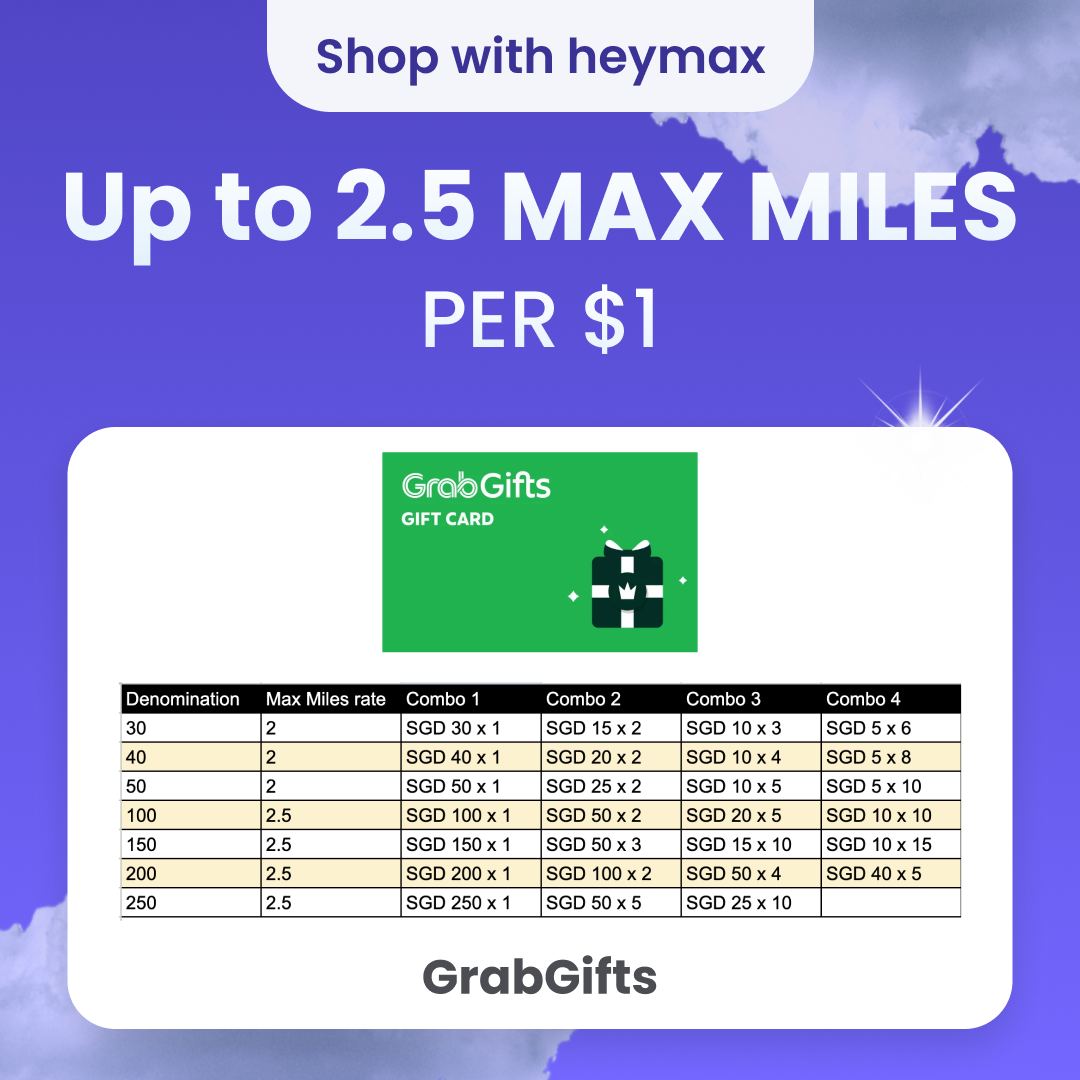 Shop with heymax
Up to 2.5 MAX MILES
PER $1
GrabGifts
GIFT CARD
Denomination Max Miles rate Combo 1 Combo 2 Combo 3 Combo 4
30 2 SGD 30 x 1 SGD 15 x 2 SGD 10 x 3 SGD 5 x 6
40 2 SGD 40 x 1 SGD 20 x 2 SGD 10 x 4 SGD 5 x 8
50 2 SGD 50 x 1 SGD 25 x 2 SGD 10 x 5 SGD 5 x 10
100 2.5 SGD 100 x 1 SGD 50 x 2 SGD 20 x 5 SGD 10 x 10
150 2.5 SGD 150 x 1 SGD 50 x 3 SGD 15 x 10 SGD 10 x 15
200 2.5 SGD 200 x 1 SGD 100 x 2 SGD 50 x 4 SGD 40 x 5
250 2.5 SGD 250 x 1 SGD 50 x 5 SGD 25 x 10
GrabGifts